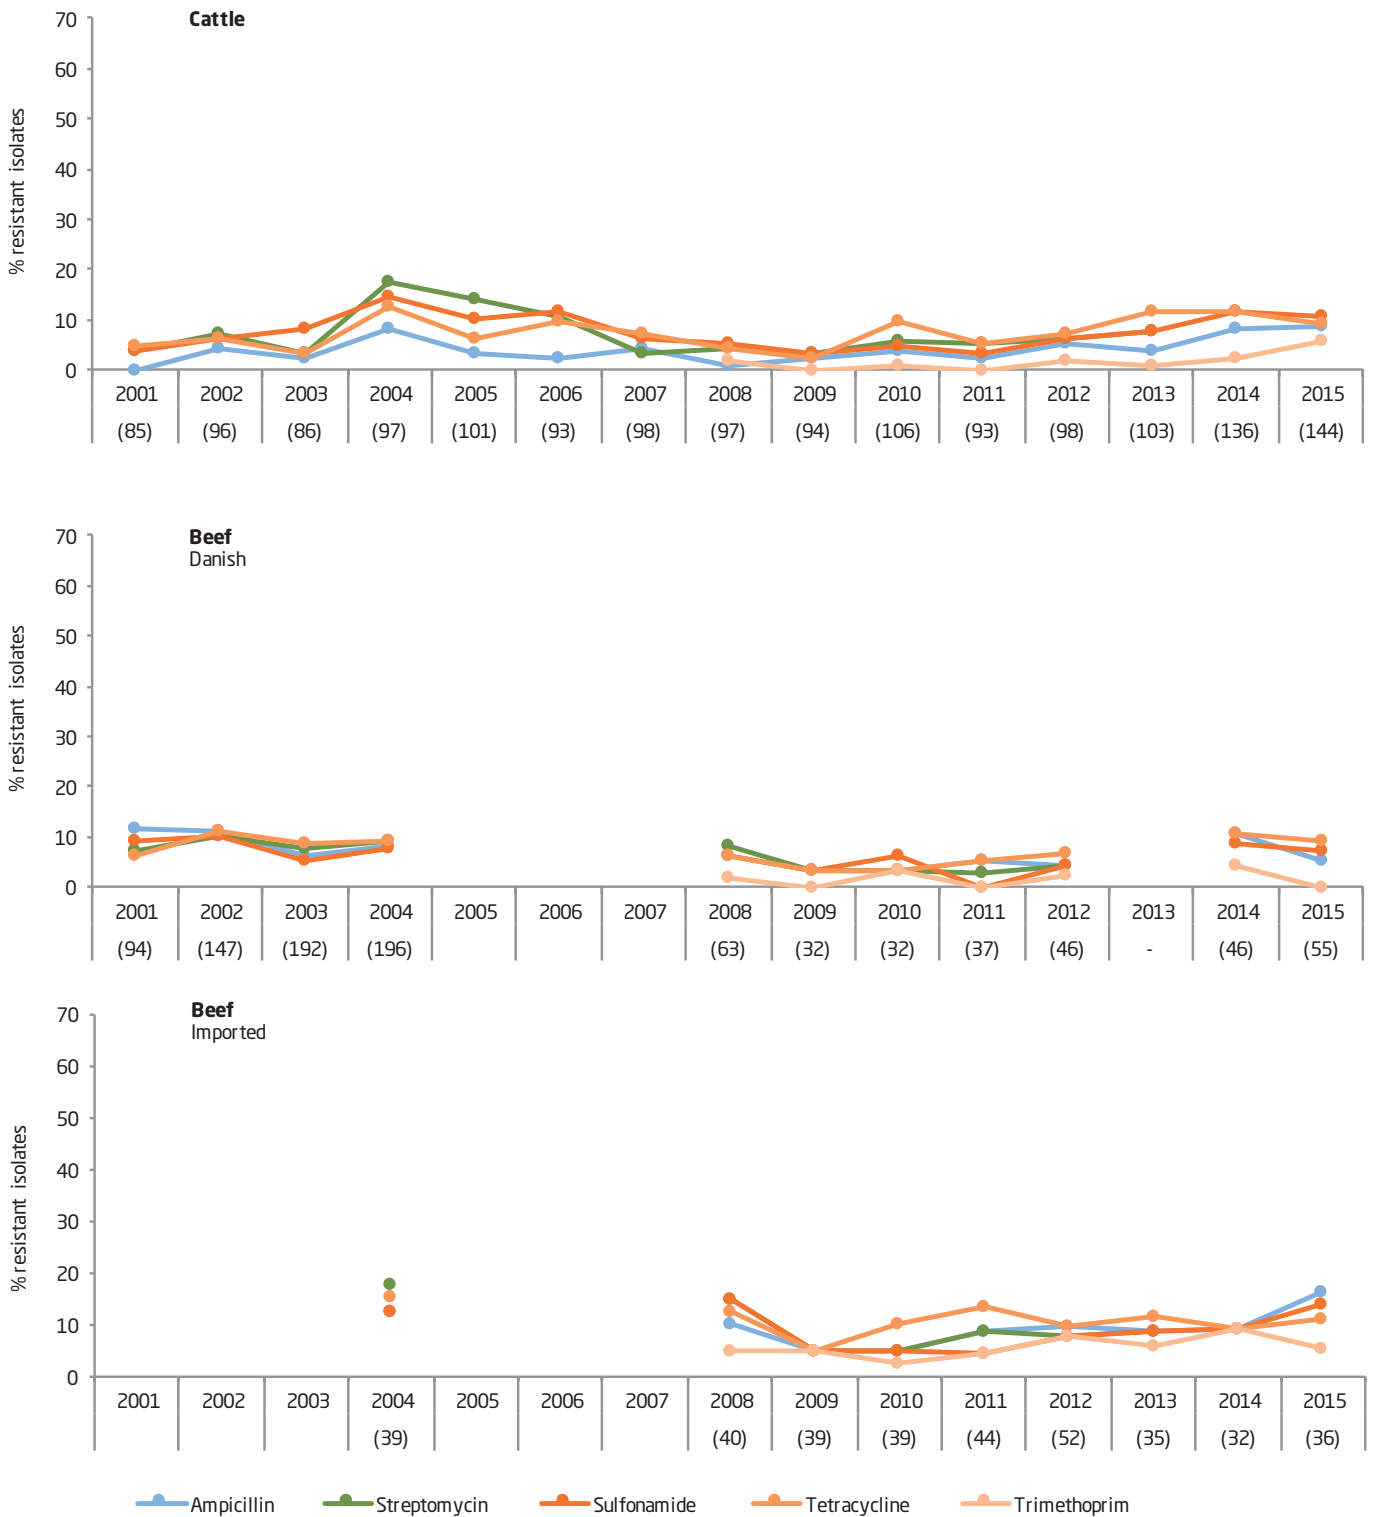 Cattle
% resistant isolates
70
60
50
40
30
20
10
0
2001 2002 2003 2004 2005 2006 2007 2008 2009 2010 2011 2012 2013 2014 2015
(85) (96) (86) (97) (101) (93) (98) (97) (94) (106) (93) (98) (103) (136) (144)
Beef
Danish
% resistant isolates
70
60
50
40
30
20
10
0
2001 2002 2003 2004 2005 2006 2007 2008 2009 2010 2011 2012 2013 2014 2015
(94) (147) (192) (196) (63) (32) (32) (37) (46) - (46) (55)
Beef
Imported
% resistant isolates
70
60
50
40
30
20
10
0
2001 2002 2003 2004 2005 2006 2007 2008 2009 2010 2011 2012 2013 2014 2015
(39) (40) (39) (39) (44) (52) (35) (32) (36)
Ampicillin Streptomycin Sulfonamide Tetracycline Trimethoprim